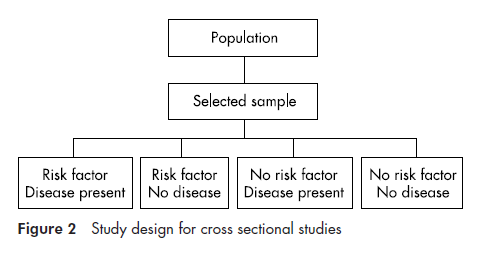 Population
Selected sample
Risk factor
Disease present
Risk factor
No disease
No risk factor
Disease present
No risk factor
No disease
Figure 2 Study design for cross sectional studies